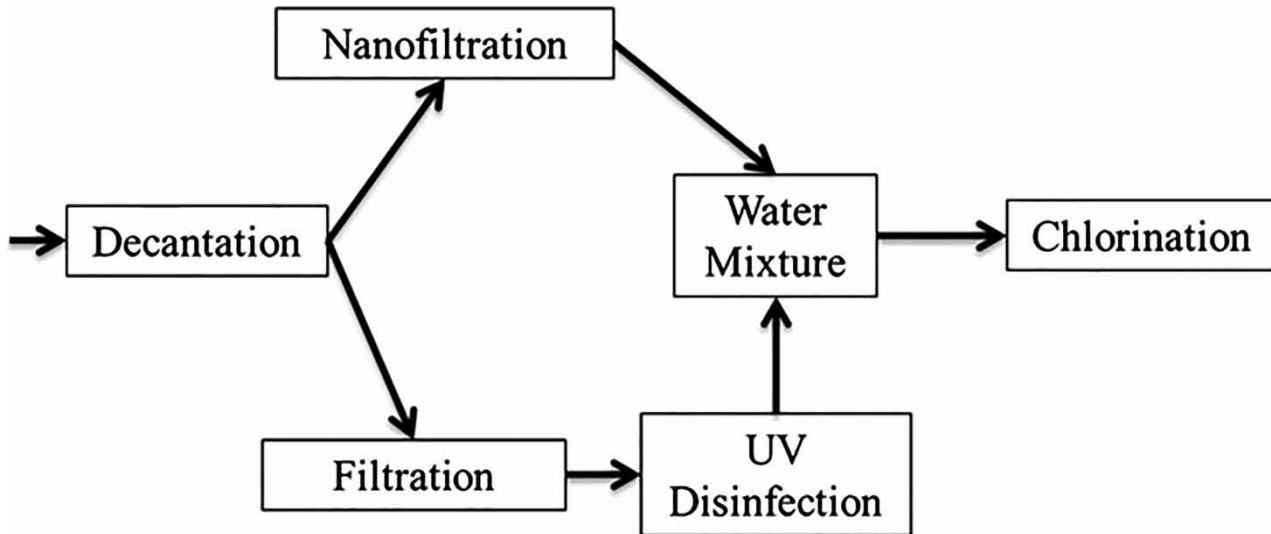 Nanofiltration
Decantation
Water
Mixture
Chlorination
Filtration
UV
Disinfection